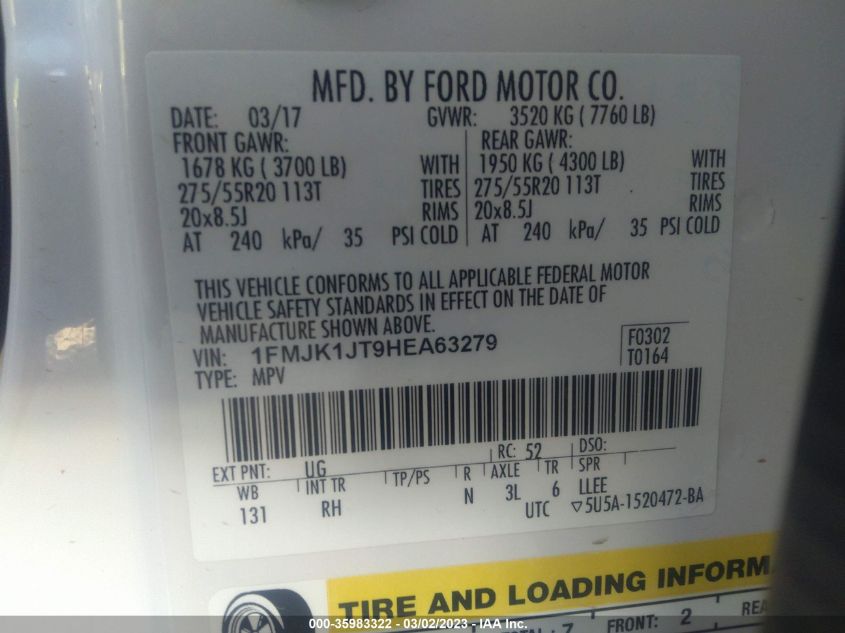 MFD. BY FORD MOTOR CO.
DATE: 03/17 GVWR: 3520 KG ( 7760 LB)
FRONT GAWR: REAR GAWR:
1678 KG ( 3700 LB) WITH 1950 KG ( 4300 LB) WITH
275/55R20 113T TIRES 275/55R20 113T TIRES
20x8.5J RIMS 20x8.5J RIMS
AT 240 kPa/ 35 PSI COLD AT 240 kPa/ 35 PSI COLD
THIS VEHICLE CONFORMS TO ALL APPLICABLE FEDERAL MOTOR
VEHICLE SAFETY STANDARDS IN EFFECT ON THE DATE OF
MANUFACTURE SHOWN ABOVE.
VIN: 1FMJK1JT9HEA63279 F0302
TYPE: MPV T0164
EXT PNT: UG RC: 52 DSO:
WB INT TR TP/PS R AXLE TR SPR
131 RH N 3L 6 LLEE
UTC ▽5U5A-1520472-BA
TIRE AND LOADING INFORM
7 FRONT: 2 REA
000-35983322 - 03/02/2023 - IAA Inc.